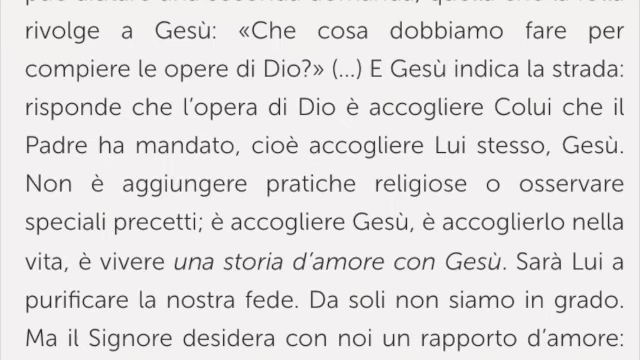 rivolge a Gesù: «Che cosa dobbiamo fare per
compiere le opere di Dio?» (...) E Gesù indica la strada:
risponde che l'opera di Dio è accogliere Colui che il
Padre ha mandato, cioè accogliere Lui stesso, Gesù.
Non è aggiungere pratiche religiose o osservare
speciali precetti; è accogliere Gesù, è accoglierlo nella
vita, è vivere una storia d'amore con Gesù. Sarà Lui a
purificare la nostra fede. Da soli non siamo in grado.
Ma il Signore desidera con noi un rapporto d'amore: